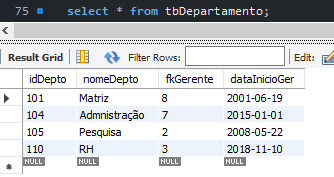 75 select * from tbDepartamento;
Result Grid Filter Rows: Edit:
idDepto nomeDepto fkGerente dataInicioGer
101 Matriz 8 2001-06-19
104 Admnistração 7 2015-01-01
105 Pesquisa 2 2008-05-22
110 RH 3 2018-11-10
NULL NULL NULL NULL